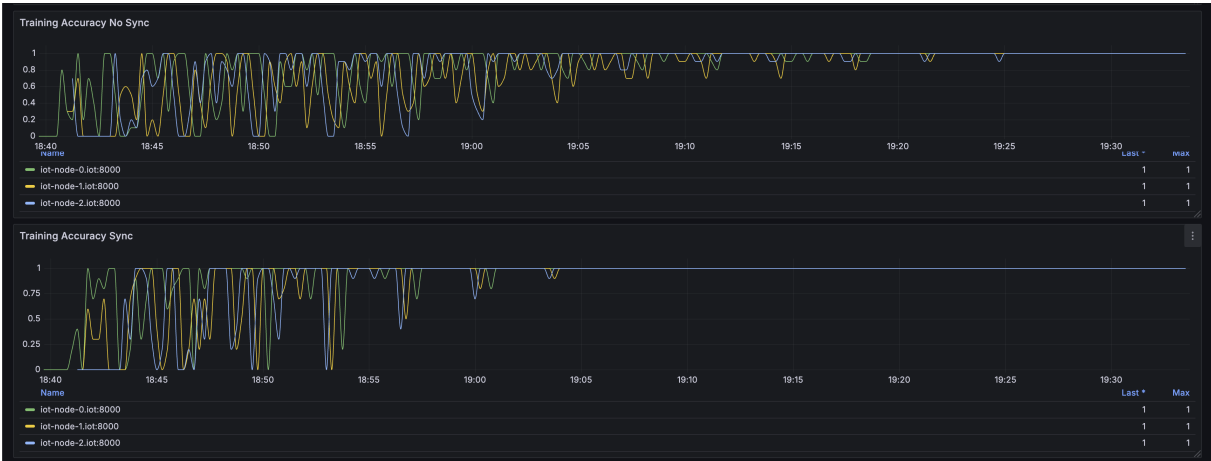 Training Accuracy No Sync
1
0.8
0.6
0.4
0.2
0
18:40 18:45 18:50 18:55 19:00 19:05 19:10 19:15 19:20 19:25 19:30
Name Last * Max
iot-node-0.iot:8000 1 1
iot-node-1.iot:8000 1 1
iot-node-2.iot:8000 1 1
Training Accuracy Sync
1
0.75
0.5
0.25
0
18:40 18:45 18:50 18:55 19:00 19:05 19:10 19:15 19:20 19:25 19:30
Name Last * Max
iot-node-0.iot:8000 1 1
iot-node-1.iot:8000 1 1
iot-node-2.iot:8000 1 1